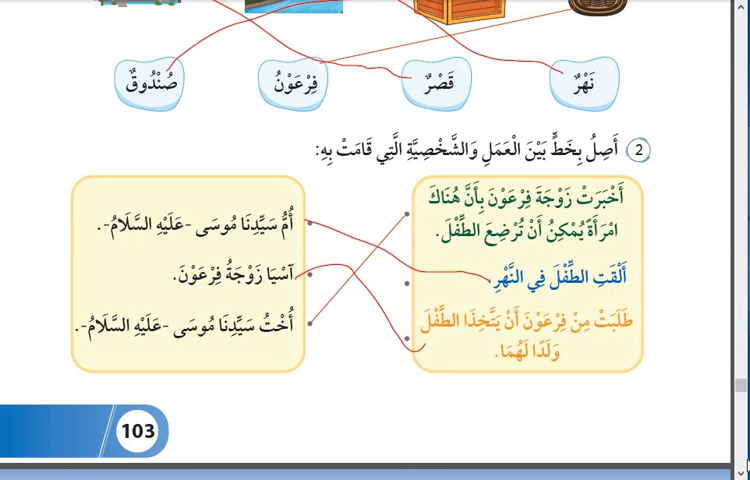 نَهْرٌ
قَصْرٌ
فِرْعَوْنُ
صُنْدُوقٌ
2 أَصِلُ بِخَطٍّ بَيْنَ الْعَمَلِ وَالشَّخْصِيَّةِ الَّتِي قَامَتْ بِهِ:
أَخْبَرَتْ زَوْجَةَ فِرْعَوْنَ بِأَنَّ هُنَاكَ
امْرَأَةً يُمْكِنُ أَنْ تُرْضِعَ الطِّفْلَ.
أَلْقَتِ الطِّفْلَ فِي النَّهْرِ.
طَلَبَتْ مِنْ فِرْعَوْنَ أَنْ يَتَّخِذَا الطِّفْلَ
وَلَدًا لَهُمَا.
أُمُّ سَيِّدِنَا مُوسَى -عَلَيْهِ السَّلَامُ-.
آسْيَا زَوْجَةُ فِرْعَوْنَ.
أُخْتُ سَيِّدِنَا مُوسَى -عَلَيْهِ السَّلَامُ-.
103